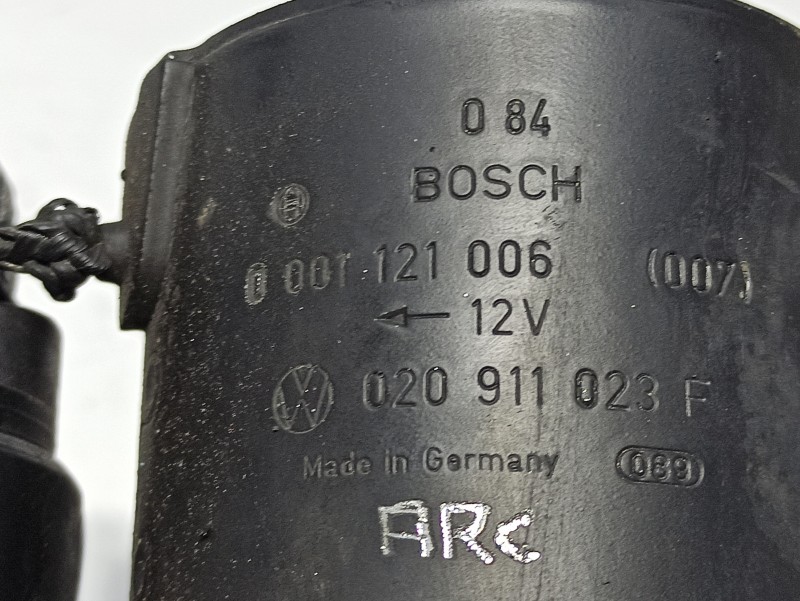 0 84
BOSCH
0 001 121 006 (007)
12V
020 911 023 F
Made in Germany 089
ARC